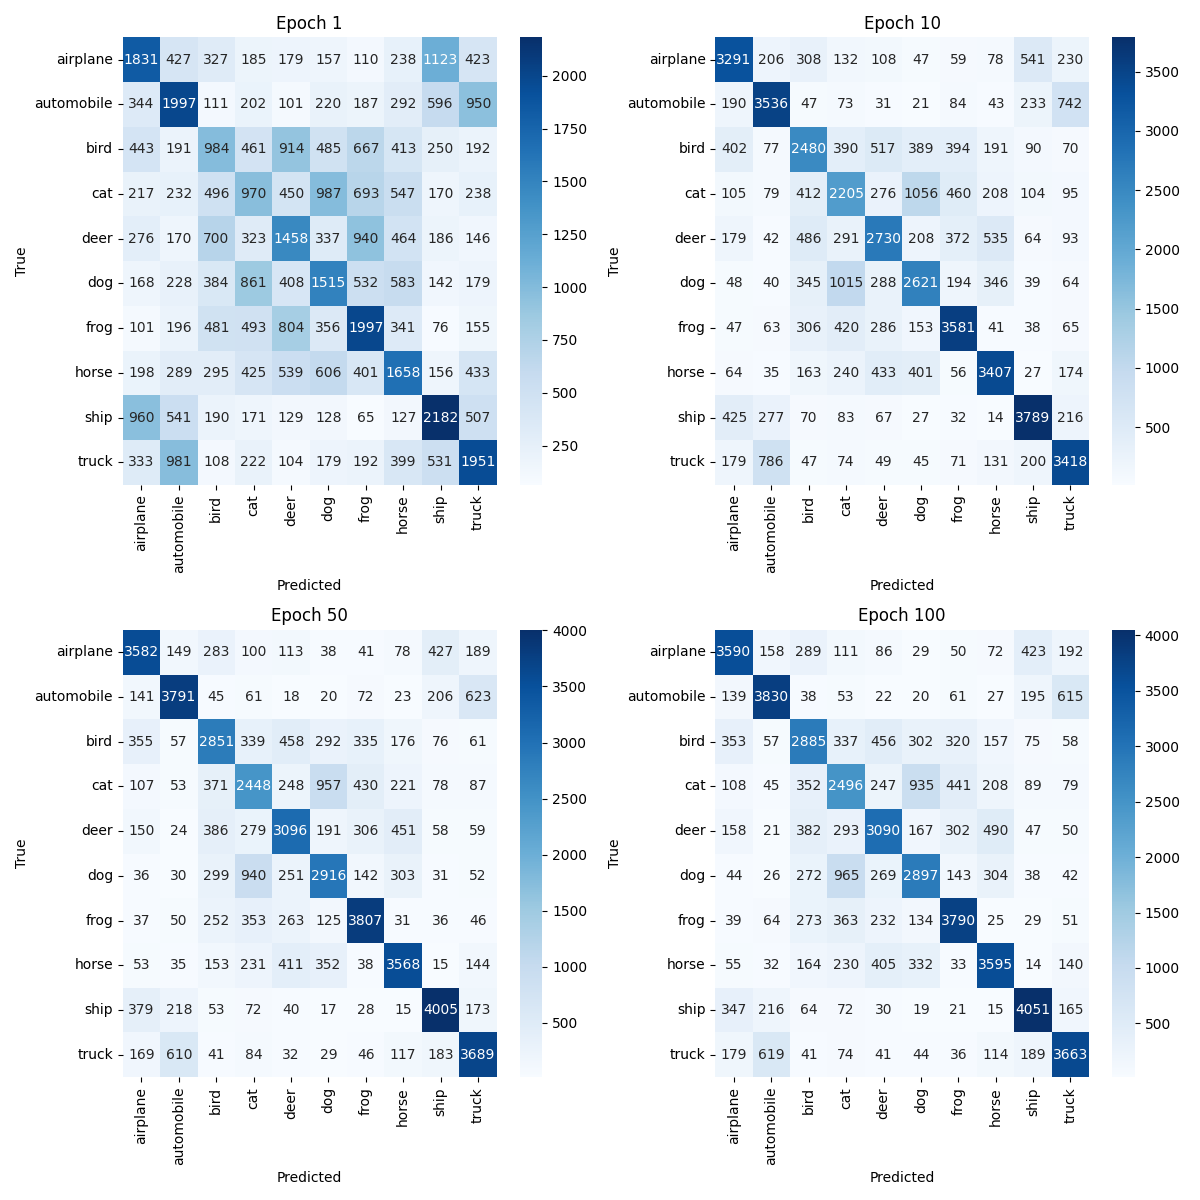 Epoch 1
airplane 1831 427 327 185 179 157 110 238 1123 423
automobile 344 1997 111 202 101 220 187 292 596 950
bird 443 191 984 461 914 485 667 413 250 192
cat 217 232 496 970 450 987 693 547 170 238
deer 276 170 700 323 1458 337 940 464 186 146
dog 168 228 384 861 408 1515 532 583 142 179
frog 101 196 481 493 804 356 1997 341 76 155
horse 198 289 295 425 539 606 401 1658 156 433
ship 960 541 190 171 129 128 65 127 2182 507
truck 333 981 108 222 104 179 192 399 531 1951
airplane automobile bird cat deer dog frog horse ship truck
Predicted
True
2000
1750
1500
1250
1000
750
500
250
Epoch 10
airplane 3291 206 308 132 108 47 59 78 541 230
automobile 190 3536 47 73 31 21 84 43 233 742
bird 402 77 2480 390 517 389 394 191 90 70
cat 105 79 412 2205 276 1056 460 208 104 95
deer 179 42 486 291 2730 208 372 535 64 93
dog 48 40 345 1015 288 2621 194 346 39 64
frog 47 63 306 420 286 153 3581 41 38 65
horse 64 35 163 240 433 401 56 3407 27 174
ship 425 277 70 83 67 27 32 14 3789 216
truck 179 786 47 74 49 45 71 131 200 3418
airplane automobile bird cat deer dog frog horse ship truck
Predicted
True
3500
3000
2500
2000
1500
1000
500
Epoch 50
airplane 3582 149 283 100 113 38 41 78 427 189
automobile 141 3791 45 61 18 20 72 23 206 623
bird 355 57 2851 339 458 292 335 176 76 61
cat 107 53 371 2448 248 957 430 221 78 87
deer 150 24 386 279 3096 191 306 451 58 59
dog 36 30 299 940 251 2916 142 303 31 52
frog 37 50 252 353 263 125 3807 31 36 46
horse 53 35 153 231 411 352 38 3568 15 144
ship 379 218 53 72 40 17 28 15 4005 173
truck 169 610 41 84 32 29 46 117 183 3689
airplane automobile bird cat deer dog frog horse ship truck
Predicted
True
4000
3500
3000
2500
2000
1500
1000
500
Epoch 100
airplane 3590 158 289 111 86 29 50 72 423 192
automobile 139 3830 38 53 22 20 61 27 195 615
bird 353 57 2885 337 456 302 320 157 75 58
cat 108 45 352 2496 247 935 441 208 89 79
deer 158 21 382 293 3090 167 302 490 47 50
dog 44 26 272 965 269 2897 143 304 38 42
frog 39 64 273 363 232 134 3790 25 29 51
horse 55 32 164 230 405 332 33 3595 14 140
ship 347 216 64 72 30 19 21 15 4051 165
truck 179 619 41 74 41 44 36 114 189 3663
airplane automobile bird cat deer dog frog horse ship truck
Predicted
True
4000
3500
3000
2500
2000
1500
1000
500